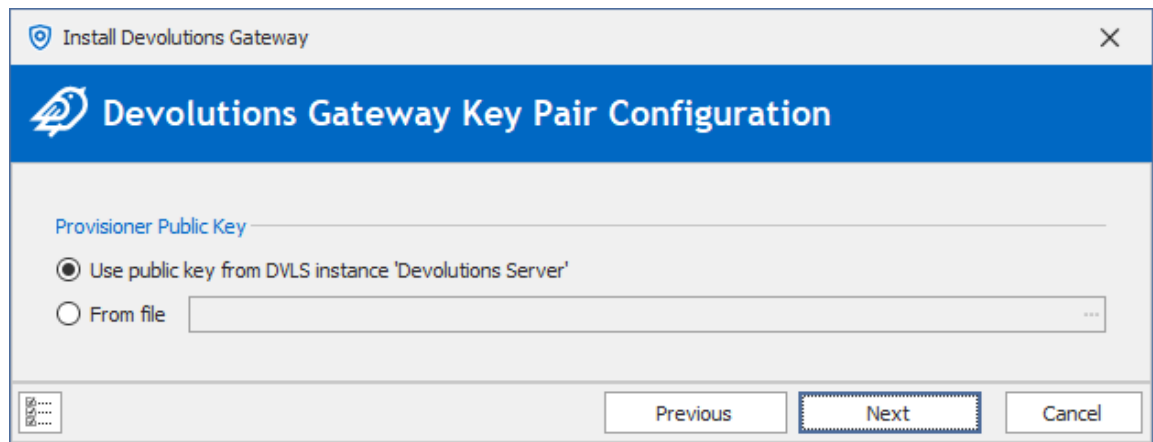 Install Devolutions Gateway
Devolutions Gateway Key Pair Configuration
Provisioner Public Key
Use public key from DVLS instance 'Devolutions Server'
From file
...
Previous
Next
Cancel